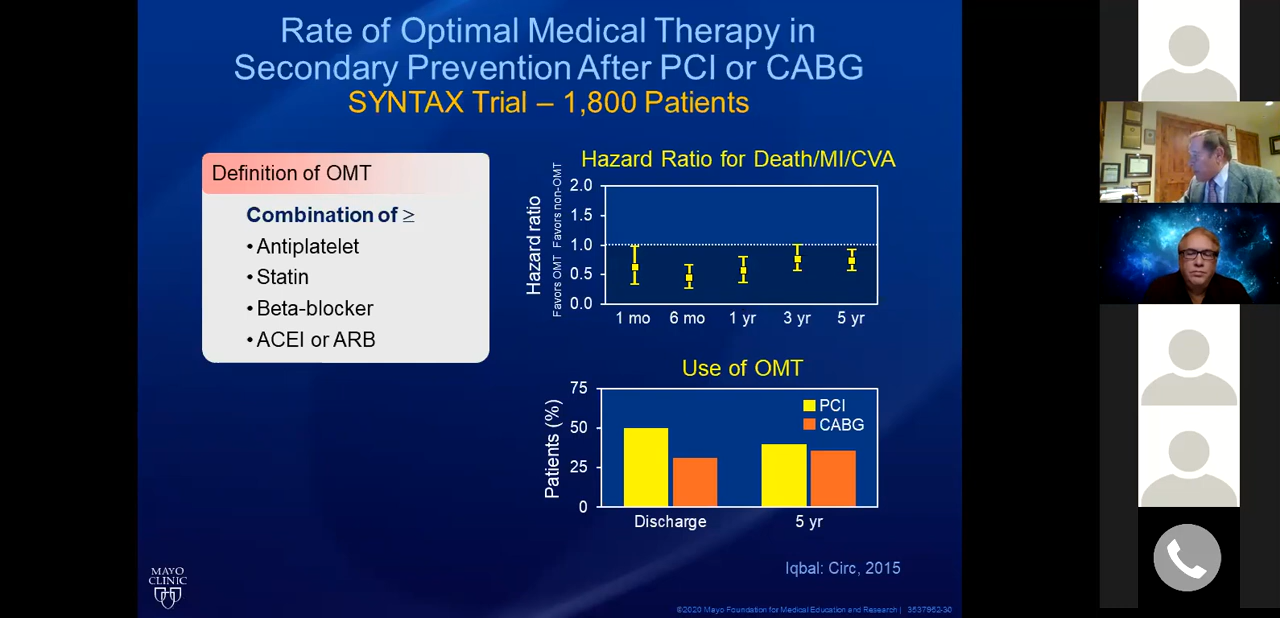 Rate of Optimal Medical Therapy in
Secondary Prevention After PCI or CABG
SYNTAX Trial – 1,800 Patients
Definition of OMT
Combination of ≥
• Antiplatelet
• Statin
• Beta-blocker
• ACEI or ARB
Hazard Ratio for Death/MI/CVA
Hazard ratio
Favors OMT Favors non-OMT
2.0
1.5
1.0
0.5
0.0
1 mo 6 mo 1 yr 3 yr 5 yr
Use of OMT
Patients (%)
75
50
25
0
PCI
CABG
Discharge 5 yr
Iqbal: Circ, 2015
MAYO
CLINIC
©2020 Mayo Foundation for Medical Education and Research | 3837962-30